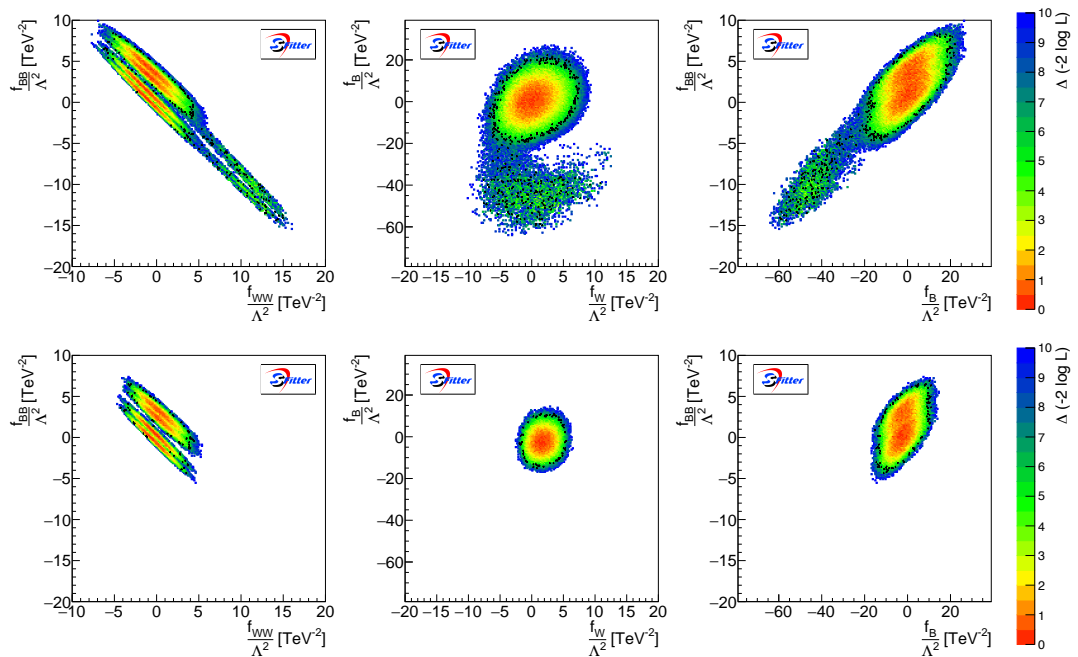 f_BB/Λ² [TeV⁻²]
10
5
0
−5
−10
−15
−20
SFitter
−10 −5 0 5 10 15 20
f_WW/Λ² [TeV⁻²]
f_B/Λ² [TeV⁻²]
20
0
−20
−40
−60
SFitter
−20 −15 −10 −5 0 5 10 15 20
f_W/Λ² [TeV⁻²]
f_BB/Λ² [TeV⁻²]
10
5
0
−5
−10
−15
−20
SFitter
−60 −40 −20 0 20
f_B/Λ² [TeV⁻²]
10
9
8
7
6
5
4
3
2
1
0
Δ (-2 log L)
f_BB/Λ² [TeV⁻²]
10
5
0
−5
−10
−15
−20
SFitter
−10 −5 0 5 10 15 20
f_WW/Λ² [TeV⁻²]
f_B/Λ² [TeV⁻²]
20
0
−20
−40
−60
SFitter
−20 −15 −10 −5 0 5 10 15 20
f_W/Λ² [TeV⁻²]
f_BB/Λ² [TeV⁻²]
10
5
0
−5
−10
−15
−20
SFitter
−60 −40 −20 0 20
f_B/Λ² [TeV⁻²]
10
9
8
7
6
5
4
3
2
1
0
Δ (-2 log L)